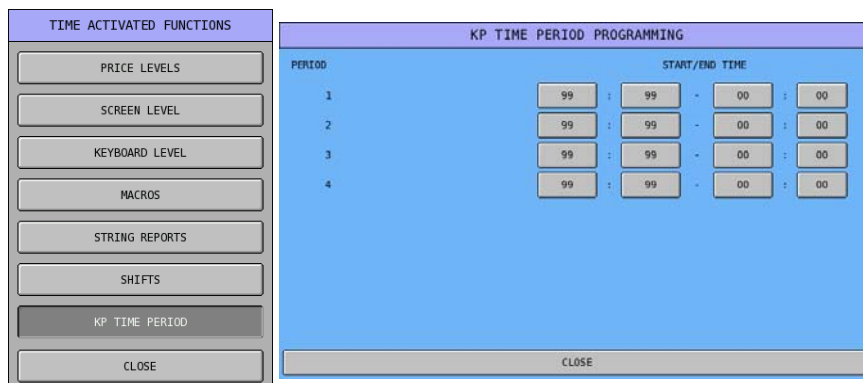 TIME ACTIVATED FUNCTIONS
PRICE LEVELS
SCREEN LEVEL
KEYBOARD LEVEL
MACROS
STRING REPORTS
SHIFTS
KP TIME PERIOD
CLOSE
KP TIME PERIOD PROGRAMMING
PERIOD START/END TIME
1 99 : 99 - 00 : 00
2 99 : 99 - 00 : 00
3 99 : 99 - 00 : 00
4 99 : 99 - 00 : 00
CLOSE